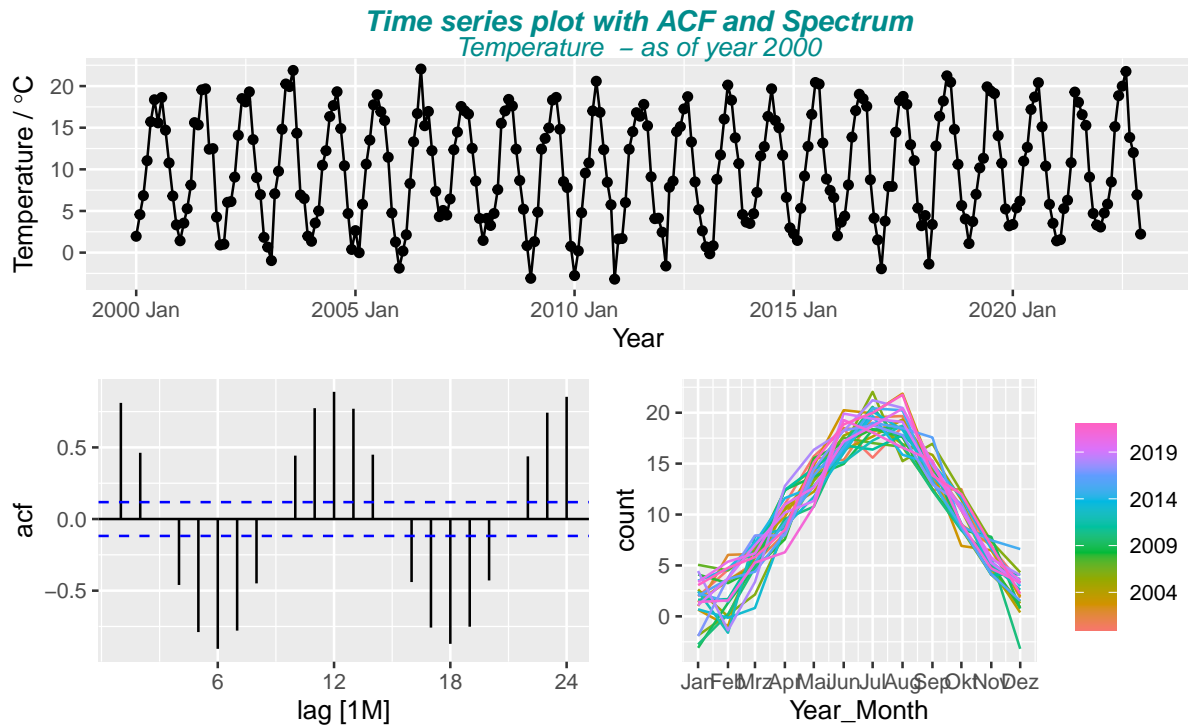 Time series plot with ACF and Spectrum
Temperature – as of year 2000
Temperature / °C
20
15
10
5
0
2000 Jan
2005 Jan
2010 Jan
2015 Jan
2020 Jan
Year
acf
0.5
0.0
−0.5
6
12
18
24
lag [1M]
count
20
15
10
5
0
Jan Feb Mrz Apr Mai Jun Jul Aug Sep Okt Nov Dez
Year_Month
2019
2014
2009
2004